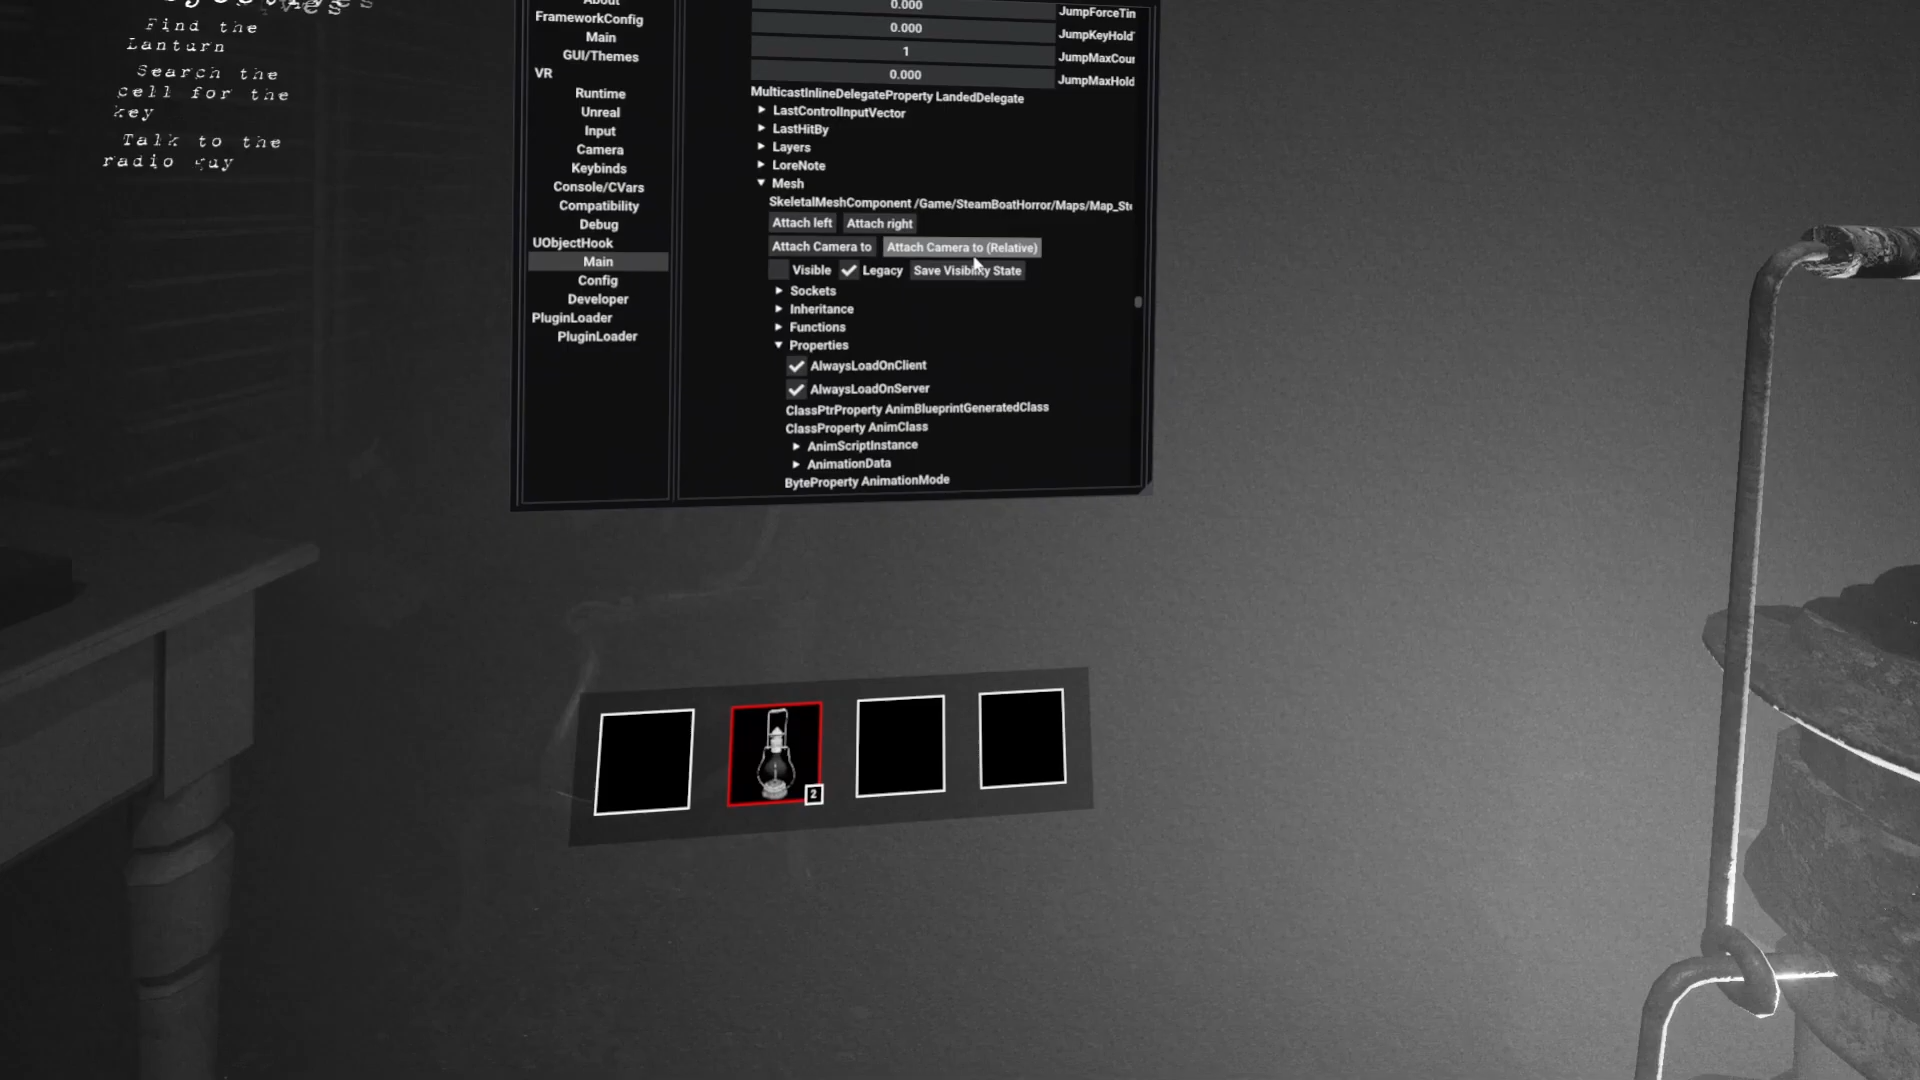 Find the
Lanturn
Search the
cell for the
key
Talk to the
radio guy
About
FrameworkConfig
Main
GUI/Themes
VR
Runtime
Unreal
Input
Camera
Keybinds
Console/CVars
Compatibility
Debug
UObjectHook
Main
Config
Developer
PluginLoader
PluginLoader
0.000 JumpForceTin
0.000 JumpKeyHold
1 JumpMaxCou
0.000 JumpMaxHold
MulticastInlineDelegateProperty LandedDelegate
LastControlInputVector
LastHitBy
Layers
LoreNote
Mesh
SkeletalMeshComponent /Game/SteamBoatHorror/Maps/Map_Ste
Attach left Attach right
Attach Camera to Attach Camera to (Relative)
Visible Legacy Save Visibility State
Sockets
Inheritance
Functions
Properties
AlwaysLoadOnClient
AlwaysLoadOnServer
ClassPtrProperty AnimBlueprintGeneratedClass
ClassProperty AnimClass
AnimScriptInstance
AnimationData
ByteProperty AnimationMode
2